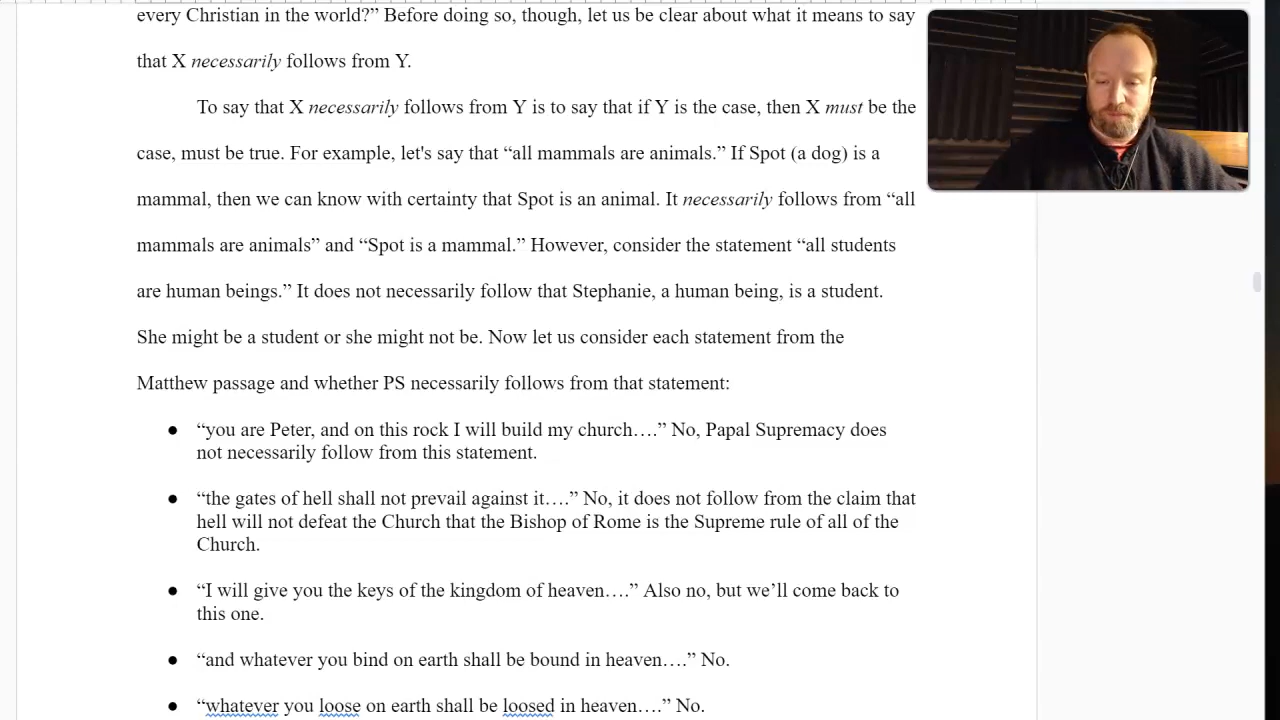 every Christian in the world?” Before doing so, though, let us be clear about what it means to say
that X necessarily follows from Y.
To say that X necessarily follows from Y is to say that if Y is the case, then X must be the
case, must be true. For example, let's say that “all mammals are animals.” If Spot (a dog) is a
mammal, then we can know with certainty that Spot is an animal. It necessarily follows from “all
mammals are animals” and “Spot is a mammal.” However, consider the statement “all students
are human beings.” It does not necessarily follow that Stephanie, a human being, is a student.
She might be a student or she might not be. Now let us consider each statement from the
Matthew passage and whether PS necessarily follows from that statement:
● “you are Peter, and on this rock I will build my church….” No, Papal Supremacy does
not necessarily follow from this statement.
● “the gates of hell shall not prevail against it….” No, it does not follow from the claim that
hell will not defeat the Church that the Bishop of Rome is the Supreme rule of all of the
Church.
● “I will give you the keys of the kingdom of heaven….” Also no, but we’ll come back to
this one.
● “and whatever you bind on earth shall be bound in heaven….” No.
● “whatever you loose on earth shall be loosed in heaven….” No.